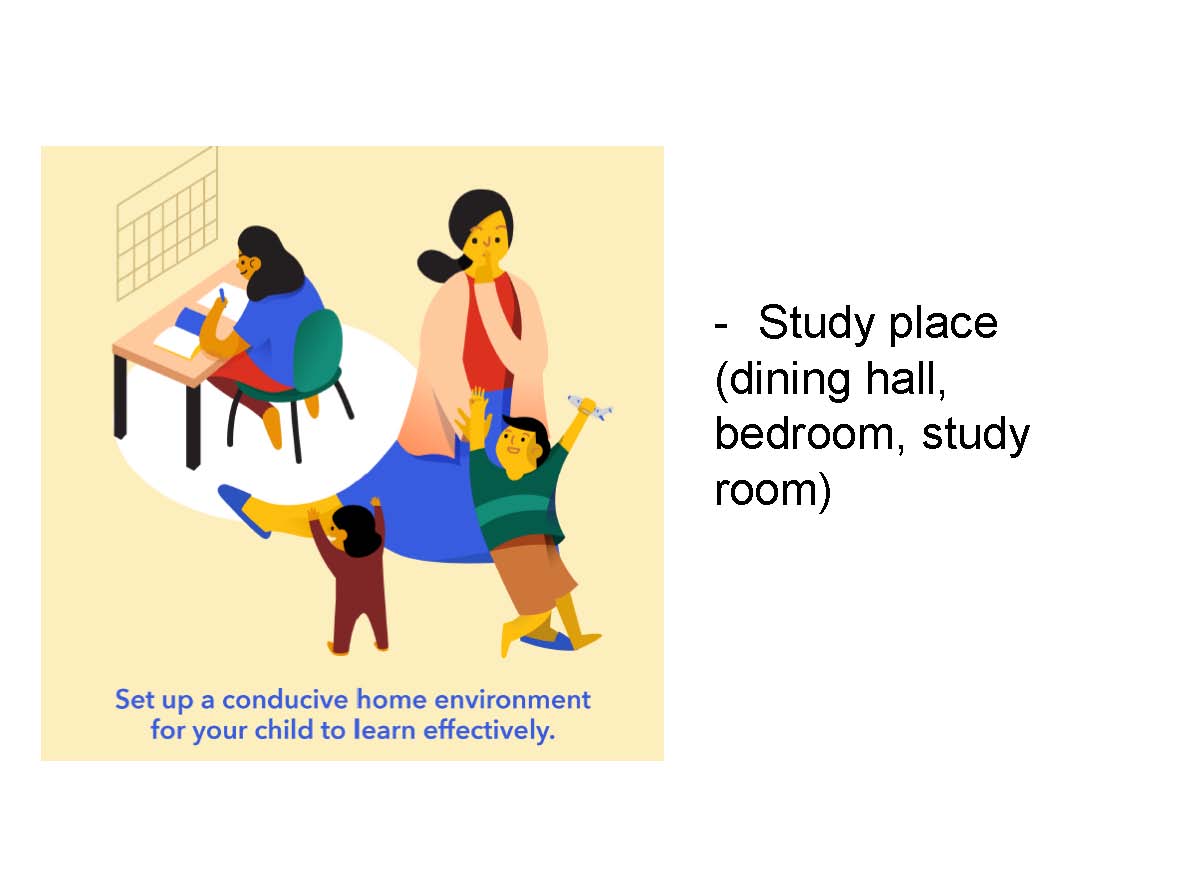 Set up a conducive home environment
for your child to learn effectively.
- Study place
(dining hall,
bedroom, study
room)